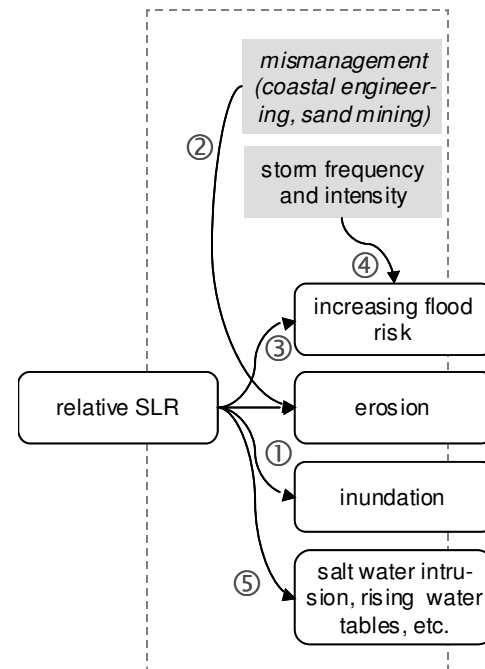 mismanagement
(coastal engineer-
ing, sand mining)
②
storm frequency
and intensity
④
increasing flood
risk
③
relative SLR
erosion
①
inundation
⑤
salt water intru-
sion, rising water
tables, etc.